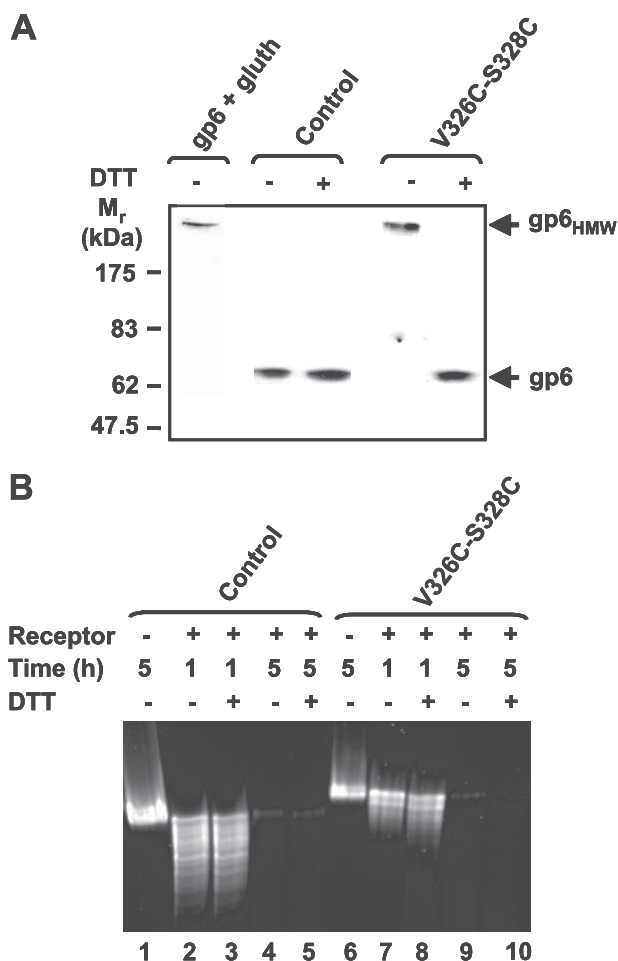 A
gp6 + gluth Control V326C-S328C
DTT - - + - +
Mr
(kDa)
gp6HMW
175
83
62
gp6
47.5
B
Control V326C-S328C
Receptor - + + + + - + + + +
Time (h) 5 1 1 5 5 5 1 1 5 5
DTT - - + - + - - + - +
1 2 3 4 5 6 7 8 9 10